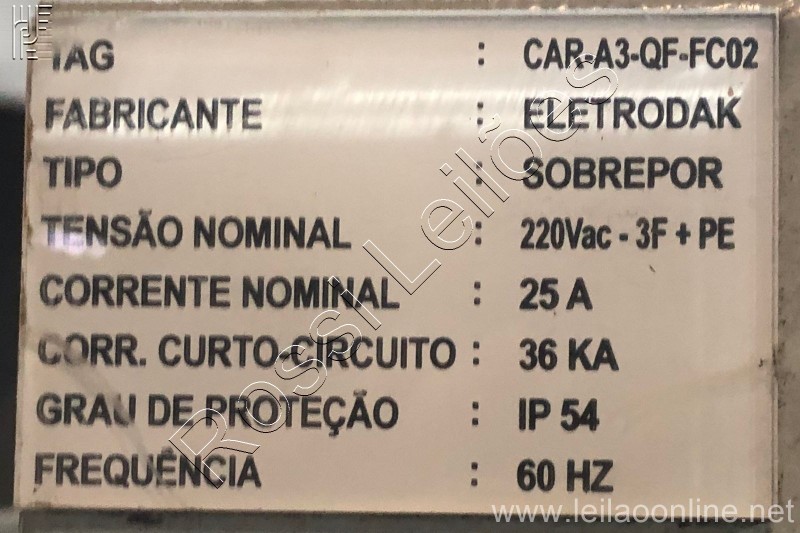 TAG : CAR-A3-QF-FC02
FABRICANTE : ELETRODAK
TIPO : SOBREPOR
TENSÃO NOMINAL : 220Vac - 3F + PE
CORRENTE NOMINAL : 25 A
CORR. CURTO-CIRCUITO : 36 KA
GRAU DE PROTEÇÃO : IP 54
FREQUÊNCIA : 60 HZ
Rossi Leilões
www.leilaoonline.net